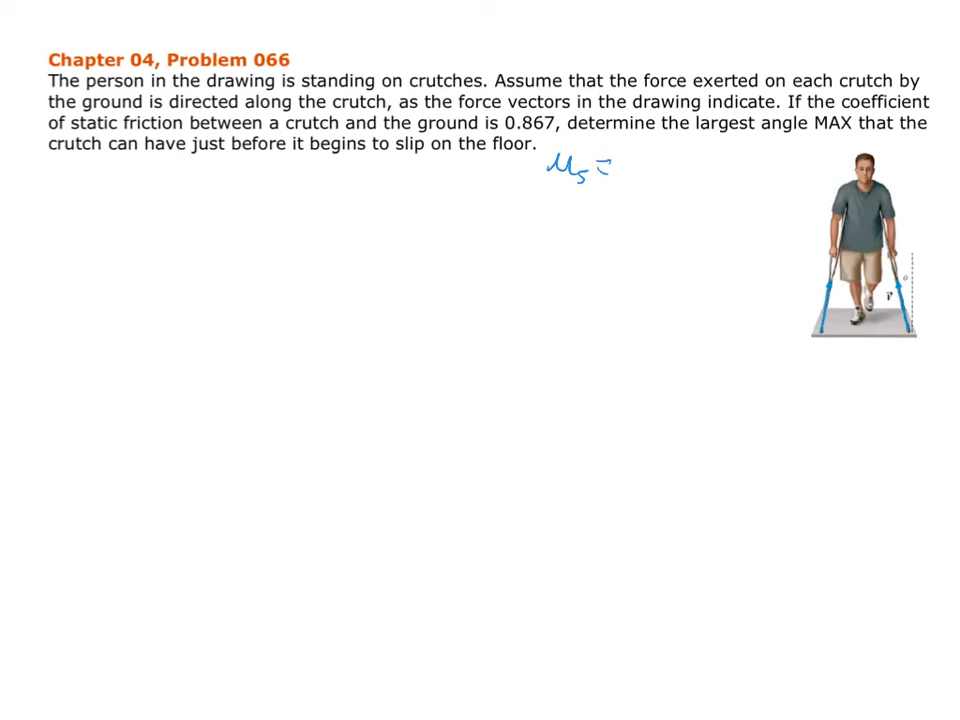 Chapter 04, Problem 066
The person in the drawing is standing on crutches. Assume that the force exerted on each crutch by
the ground is directed along the crutch, as the force vectors in the drawing indicate. If the coefficient
of static friction between a crutch and the ground is 0.867, determine the largest angle MAX that the
crutch can have just before it begins to slip on the floor.
μs =
θ
F